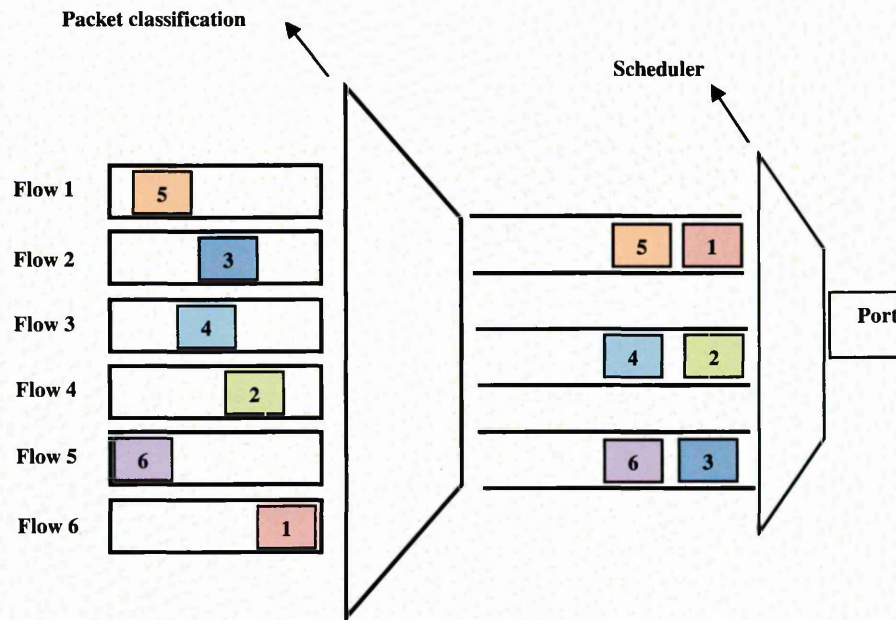 Packet classification
Scheduler
Flow 1
5
Flow 2
3
Flow 3
4
Flow 4
2
Flow 5
6
Flow 6
1
5 1
4 2
6 3
Port